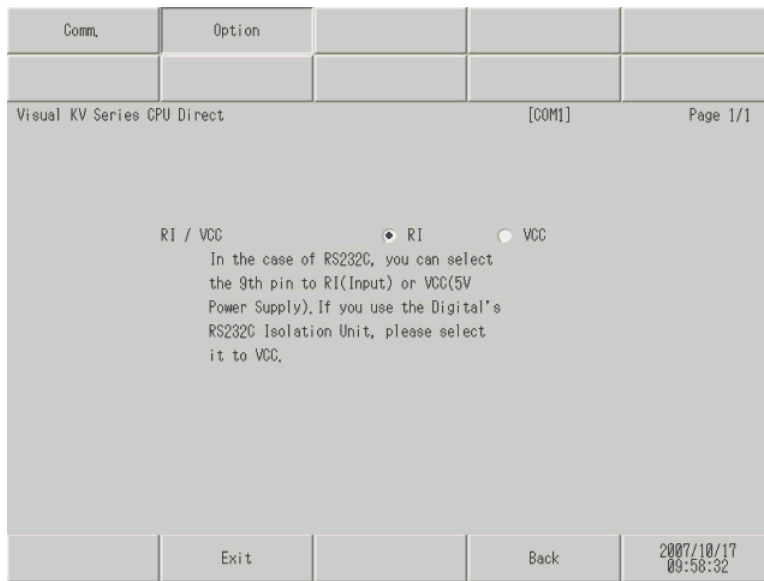 Comm. Option
Visual KV Series CPU Direct [COM1] Page 1/1
RI / VCC RI VCC
In the case of RS232C, you can select
the 9th pin to RI(Input) or VCC(5V
Power Supply). If you use the Digital's
RS232C Isolation Unit, please select
it to VCC.
Exit Back 2007/10/17
09:58:32